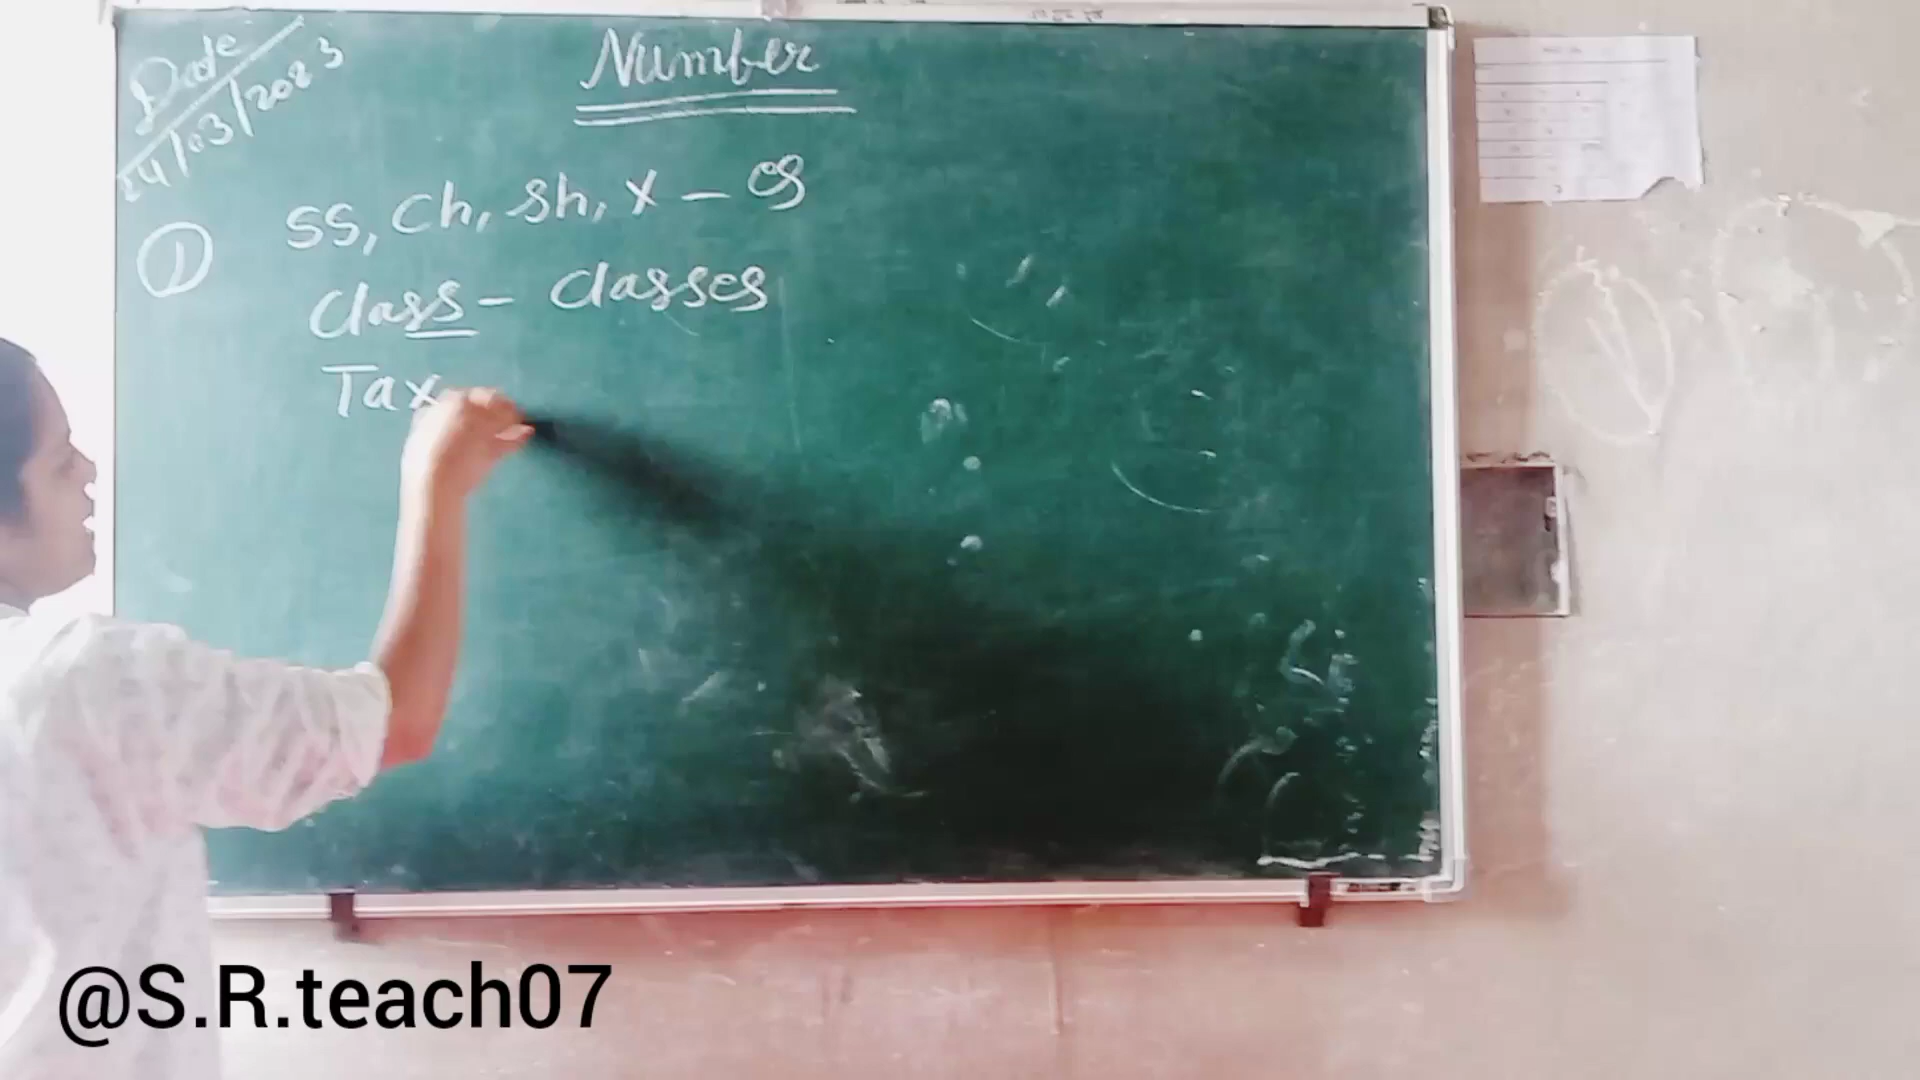 Number
Date
24/03/2023
① ss, ch, sh, x - es
Class - Classes
Tax
@S.R.teach07